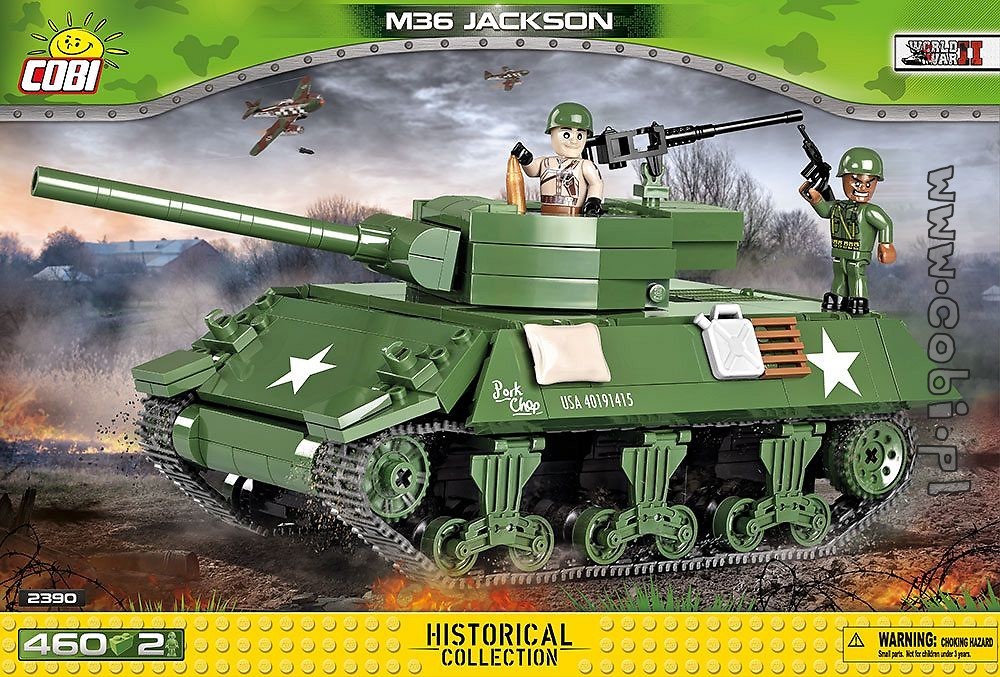 M36 JACKSON
COBI
WORLD WAR II
www.cobi.pl
Pork
Chop
USA 40191415
2390
460 2
HISTORICAL
COLLECTION
WARNING: CHOKING HAZARD
Small parts. Not for children under 3 years.